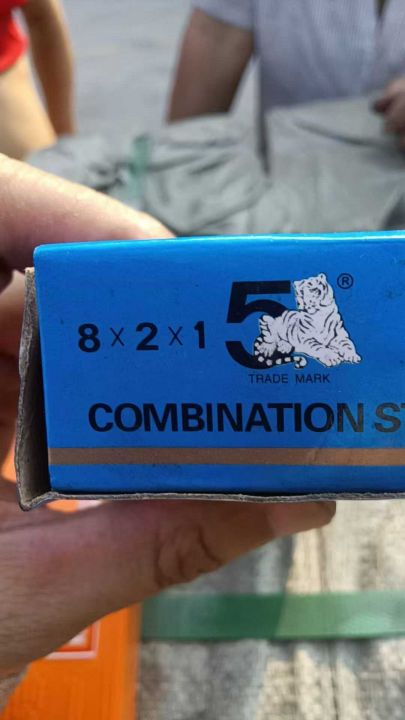 8 x 2 x 1 5 ®
TRADE MARK
COMBINATION S